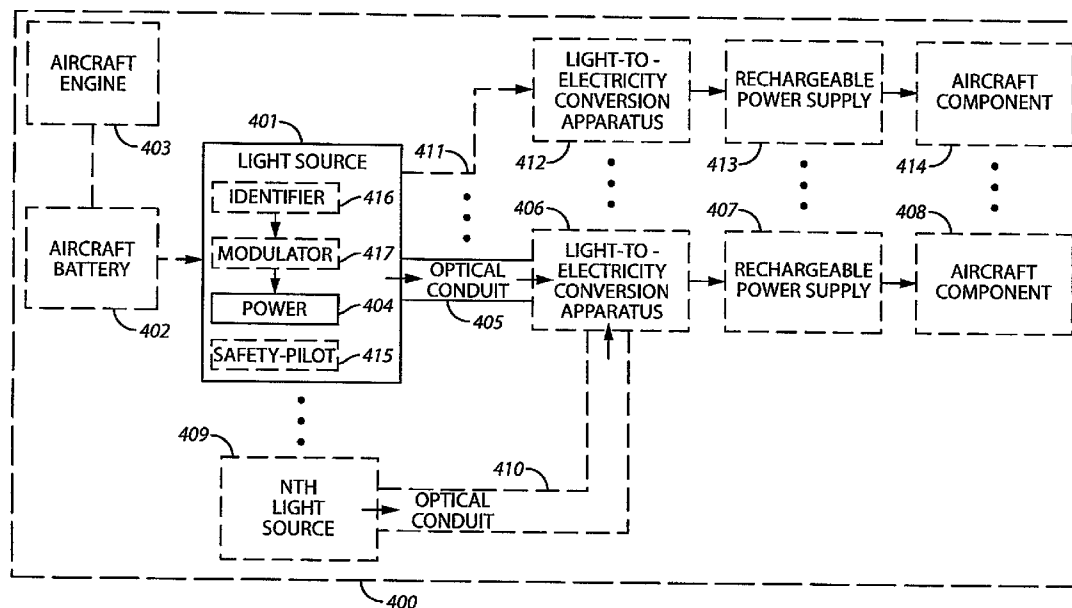 AIRCRAFT
ENGINE
403
AIRCRAFT
BATTERY
402
401
LIGHT SOURCE
IDENTIFIER
416
MODULATOR
417
POWER
404
SAFETY-PILOT
415
411
LIGHT-TO -
ELECTRICITY
CONVERSION
APPARATUS
412
RECHARGEABLE
POWER SUPPLY
413
AIRCRAFT
COMPONENT
414
OPTICAL
CONDUIT
405
406
LIGHT-TO -
ELECTRICITY
CONVERSION
APPARATUS
407
RECHARGEABLE
POWER SUPPLY
408
AIRCRAFT
COMPONENT
409
NTH
LIGHT
SOURCE
410
OPTICAL
CONDUIT
400